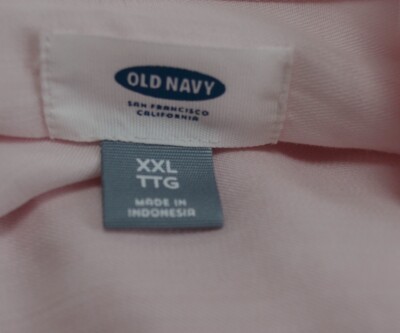 OLD NAVY
SAN FRANCISCO
CALIFORNIA
XXL
TTG
MADE IN
INDONESIA